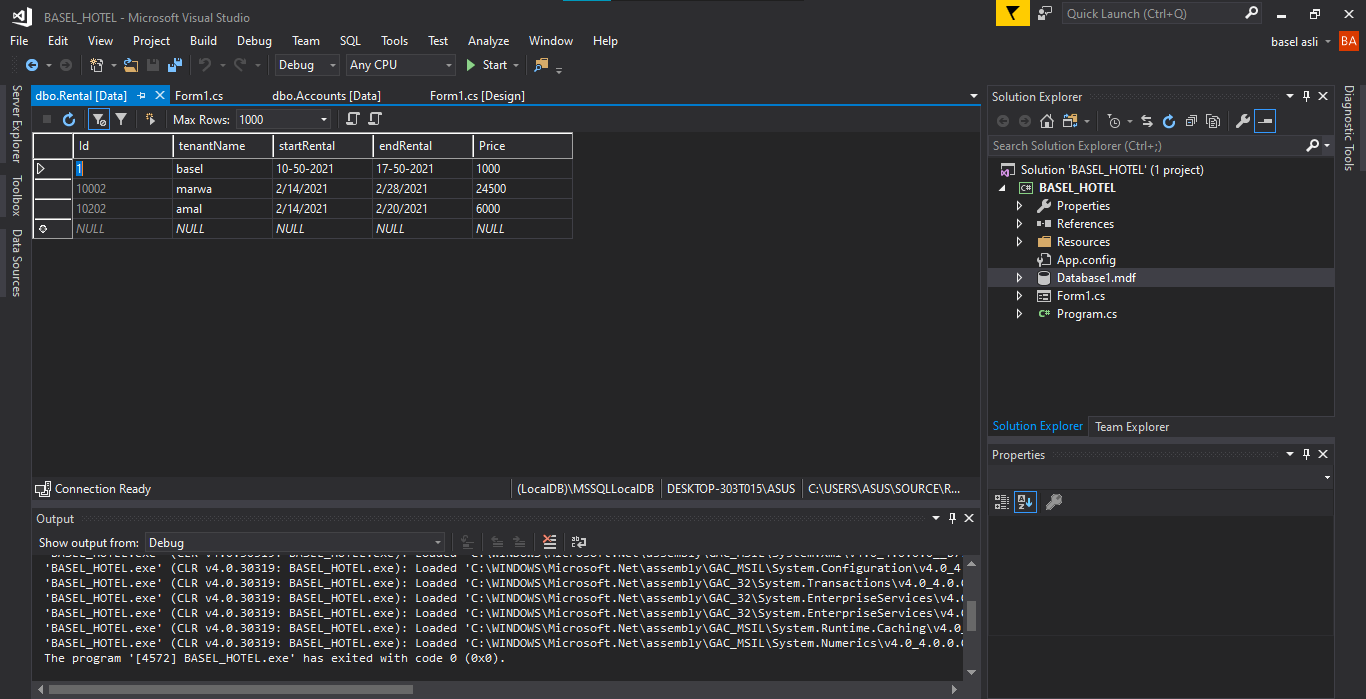 BASEL_HOTEL - Microsoft Visual Studio
Quick Launch (Ctrl+Q)
File Edit View Project Build Debug Team SQL Tools Test Analyze Window Help
basel asli BA
Debug Any CPU Start
Server Explorer
Toolbox
Data Sources
dbo.Rental [Data] Form1.cs dbo.Accounts [Data] Form1.cs [Design]
Max Rows: 1000
Id tenantName startRental endRental Price
1 basel 10-50-2021 17-50-2021 1000
10002 marwa 2/14/2021 2/28/2021 24500
10202 amal 2/14/2021 2/20/2021 6000
NULL NULL NULL NULL NULL
Connection Ready (LocalDB)\MSSQLLocalDB DESKTOP-303T015\ASUS C:\USERS\ASUS\SOURCE\R...
Output
Show output from: Debug
'BASEL_HOTEL.exe' (CLR v4.0.30319: BASEL_HOTEL.exe): Loaded 'C:\WINDOWS\Microsoft.Net\assembly\GAC_MSIL\System.Configuration\v4.0_4
'BASEL_HOTEL.exe' (CLR v4.0.30319: BASEL_HOTEL.exe): Loaded 'C:\WINDOWS\Microsoft.Net\assembly\GAC_32\System.Transactions\v4.0_4.0.0
'BASEL_HOTEL.exe' (CLR v4.0.30319: BASEL_HOTEL.exe): Loaded 'C:\WINDOWS\Microsoft.Net\assembly\GAC_32\System.EnterpriseServices\v4.0
'BASEL_HOTEL.exe' (CLR v4.0.30319: BASEL_HOTEL.exe): Loaded 'C:\WINDOWS\Microsoft.Net\assembly\GAC_32\System.EnterpriseServices\v4.0
'BASEL_HOTEL.exe' (CLR v4.0.30319: BASEL_HOTEL.exe): Loaded 'C:\WINDOWS\Microsoft.Net\assembly\GAC_MSIL\System.Runtime.Caching\v4.0_
'BASEL_HOTEL.exe' (CLR v4.0.30319: BASEL_HOTEL.exe): Loaded 'C:\WINDOWS\Microsoft.Net\assembly\GAC_MSIL\System.Numerics\v4.0_4.0.0.0
The program '[4572] BASEL_HOTEL.exe' has exited with code 0 (0x0).
Solution Explorer
Search Solution Explorer (Ctrl+;)
Solution 'BASEL_HOTEL' (1 project)
C# BASEL_HOTEL
Properties
References
Resources
App.config
Database1.mdf
Form1.cs
C# Program.cs
Solution Explorer Team Explorer
Properties
Diagnostic Tools